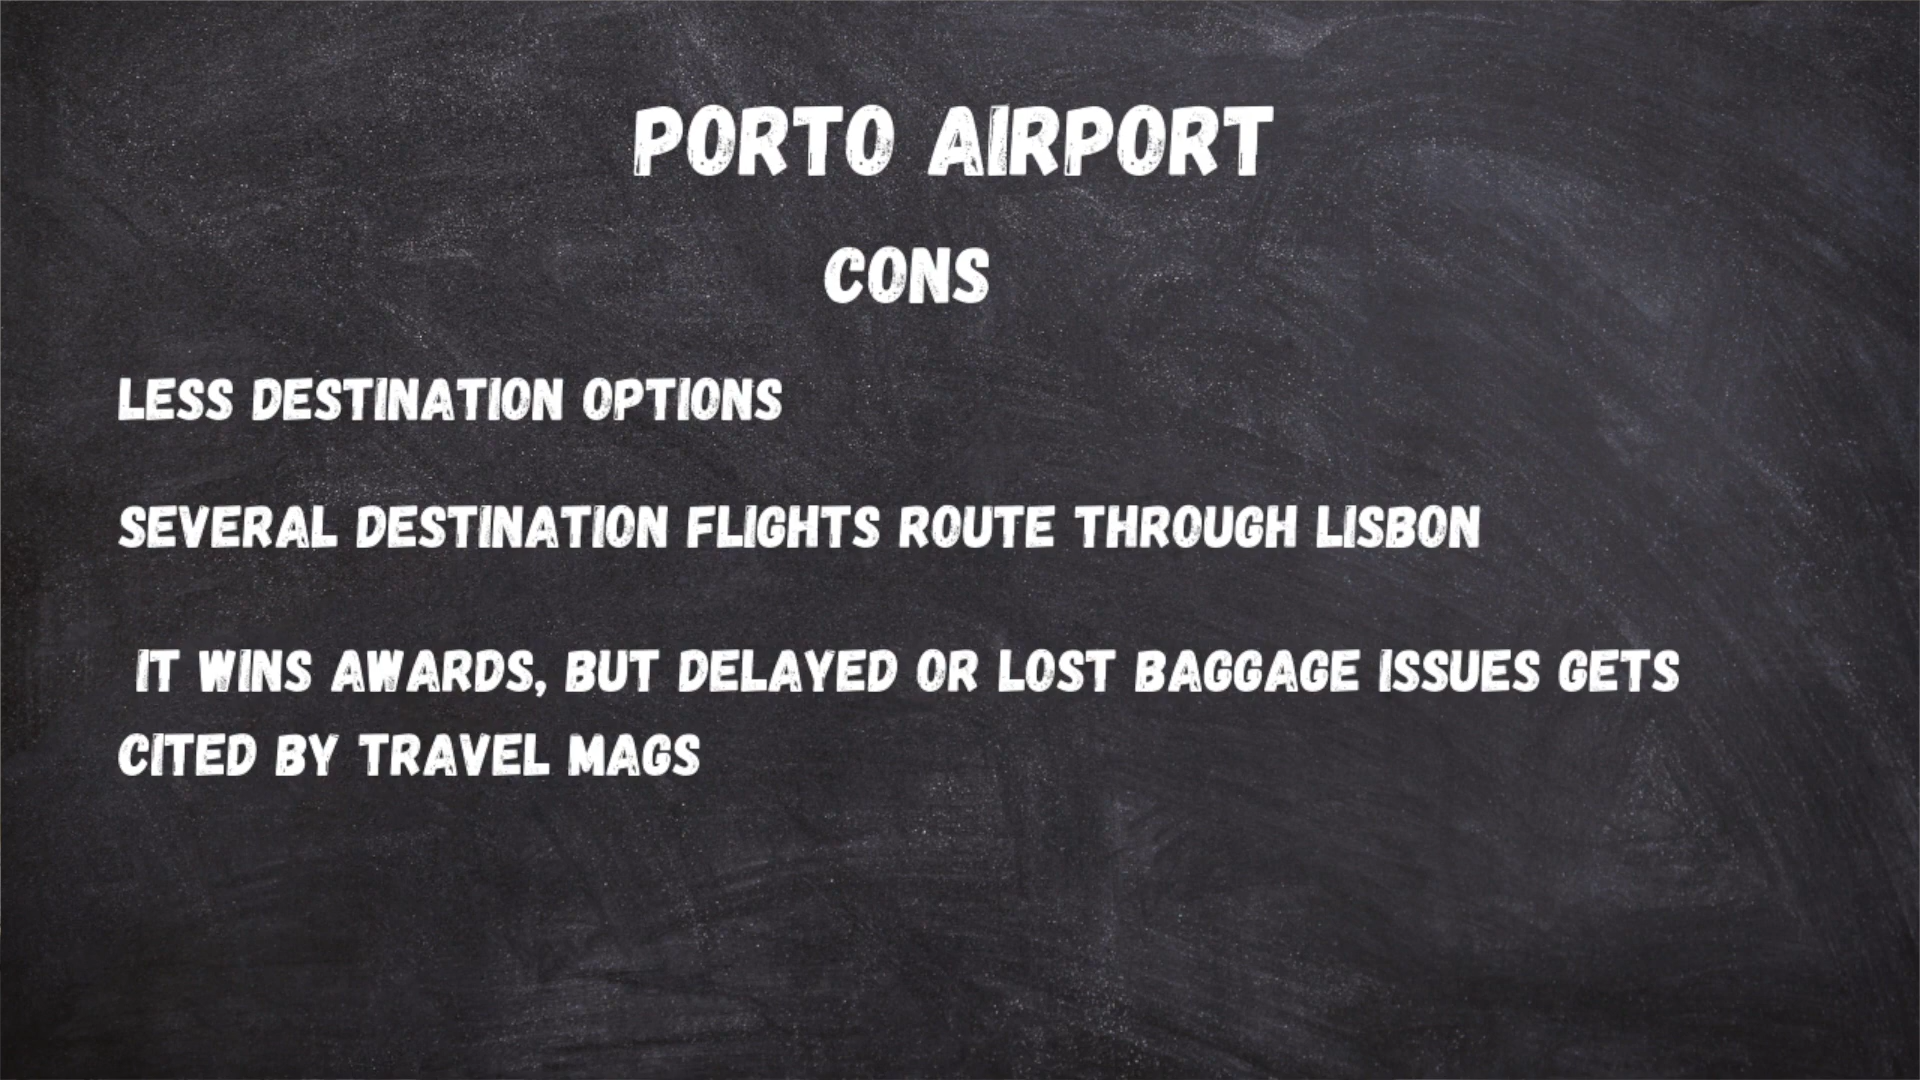 PORTO AIRPORT
CONS
LESS DESTINATION OPTIONS
SEVERAL DESTINATION FLIGHTS ROUTE THROUGH LISBON
IT WINS AWARDS, BUT DELAYED OR LOST BAGGAGE ISSUES GETS
CITED BY TRAVEL MAGS